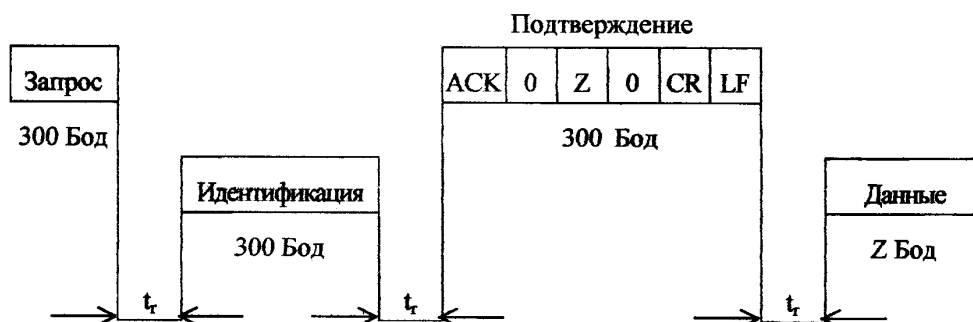 Подтверждение
Запрос
ACK 0 Z 0 CR LF
300 Бод
300 Бод
Идентификация
Данные
300 Бод
Z Бод
tr
tr
tr